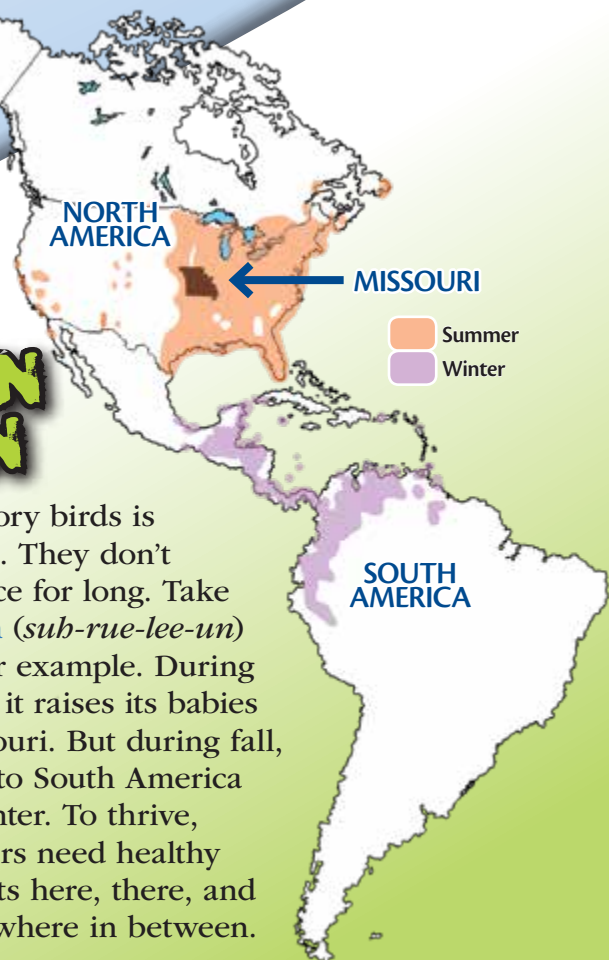 NORTH
AMERICA
MISSOURI
Summer
Winter
N
N
ory birds is
. They don't
ce for long. Take
(suh-rue-lee-un)
r example. During
it raises its babies
ouri. But during fall,
to South America
nter. To thrive,
rs need healthy
ts here, there, and
where in between.
SOUTH
AMERICA